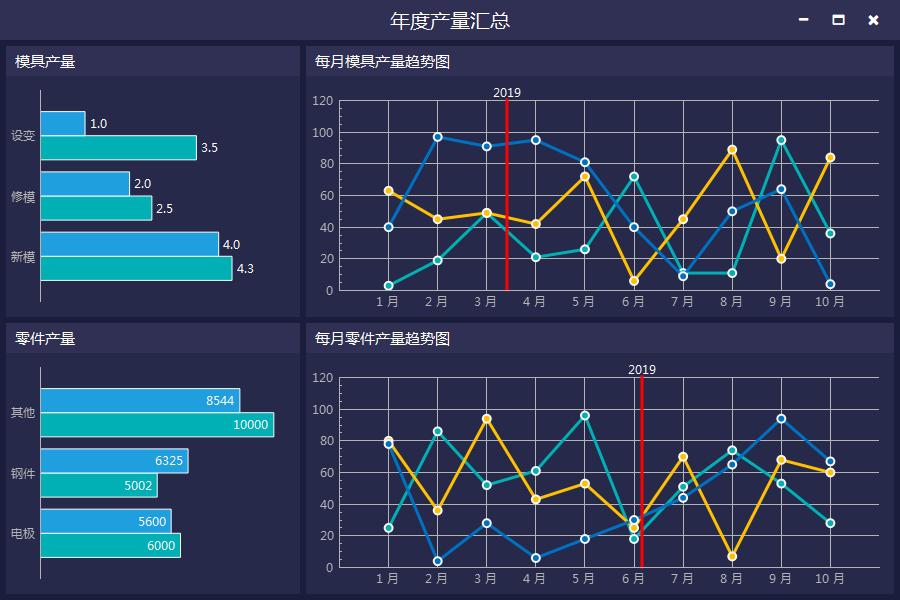 年度产量汇总
模具产量
设变
1.0
3.5
修模
2.0
2.5
新模
4.0
4.3
每月模具产量趋势图
2019
120
100
80
60
40
20
0
1 月 2 月 3 月 4 月 5 月 6 月 7 月 8 月 9 月 10 月
零件产量
其他
8544
10000
钢件
6325
5002
电极
5600
6000
每月零件产量趋势图
2019
120
100
80
60
40
20
0
1 月 2 月 3 月 4 月 5 月 6 月 7 月 8 月 9 月 10 月